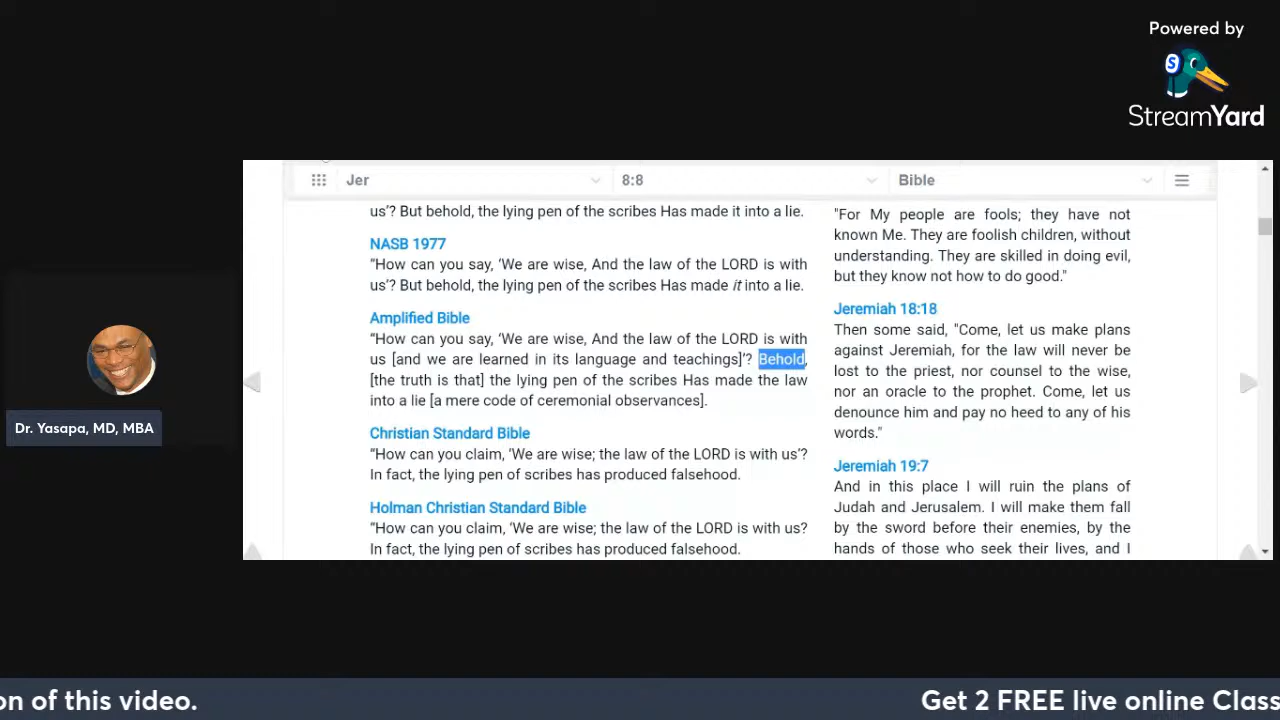 Powered by
StreamYard
Jer 8:8 Bible
us’? But behold, the lying pen of the scribes Has made it into a lie.
NASB 1977
“How can you say, ‘We are wise, And the law of the LORD is with
us’? But behold, the lying pen of the scribes Has made it into a lie.
Amplified Bible
“How can you say, ‘We are wise, And the law of the LORD is with
us [and we are learned in its language and teachings]’? Behold,
[the truth is that] the lying pen of the scribes Has made the law
into a lie [a mere code of ceremonial observances].
Christian Standard Bible
“How can you claim, ‘We are wise; the law of the LORD is with us’?
In fact, the lying pen of scribes has produced falsehood.
Holman Christian Standard Bible
“How can you claim, ‘We are wise; the law of the LORD is with us?
In fact, the lying pen of scribes has produced falsehood.
"For My people are fools; they have not
known Me. They are foolish children, without
understanding. They are skilled in doing evil,
but they know not how to do good."
Jeremiah 18:18
Then some said, "Come, let us make plans
against Jeremiah, for the law will never be
lost to the priest, nor counsel to the wise,
nor an oracle to the prophet. Come, let us
denounce him and pay no heed to any of his
words."
Jeremiah 19:7
And in this place I will ruin the plans of
Judah and Jerusalem. I will make them fall
by the sword before their enemies, by the
hands of those who seek their lives, and I
Dr. Yasapa, MD, MBA
on of this video. Get 2 FREE live online Class